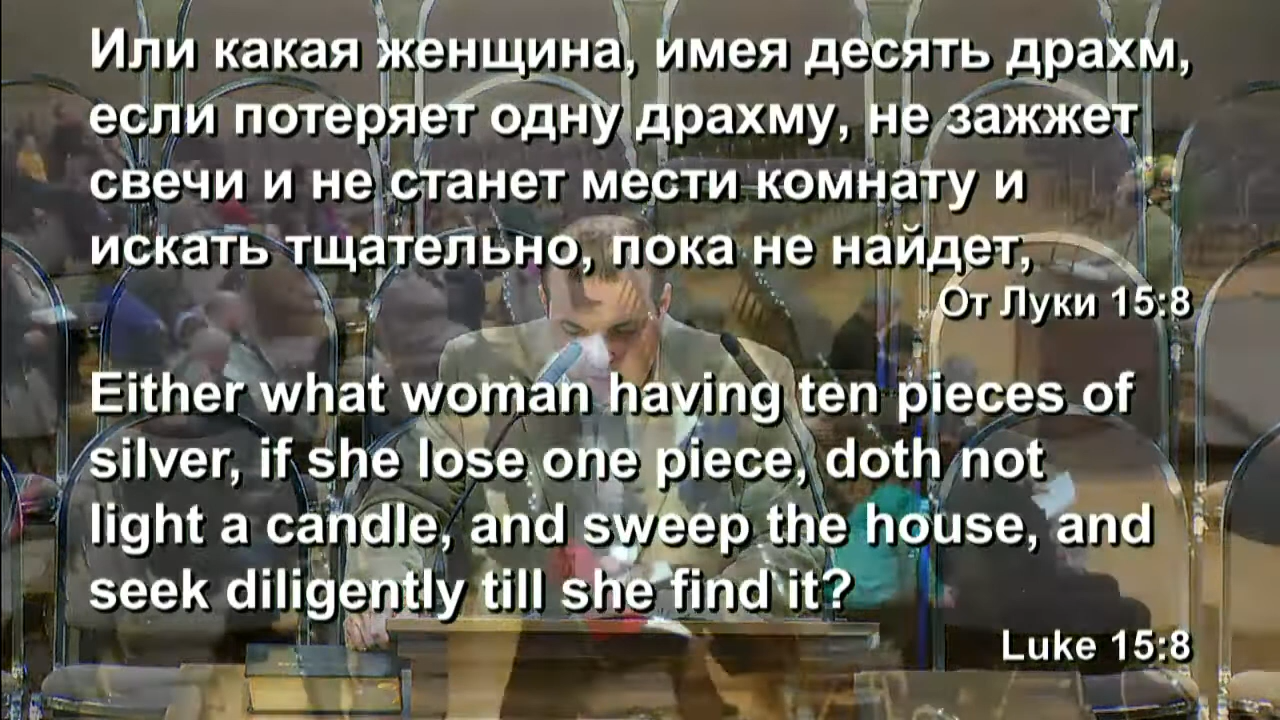 Или какая женщина, имея десять драхм,
если потеряет одну драхму, не зажжет
свечи и не станет мести комнату и
искать тщательно, пока не найдет,
От Луки 15:8
Either what woman having ten pieces of
silver, if she lose one piece, doth not
light a candle, and sweep the house, and
seek diligently till she find it?
Luke 15:8